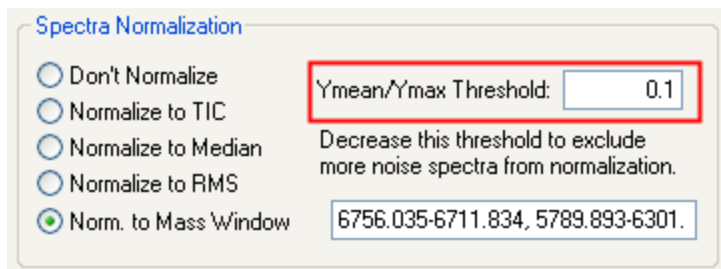 Spectra Normalization
Don't Normalize
Normalize to TIC
Normalize to Median
Normalize to RMS
Norm. to Mass Window
Ymean/Ymax Threshold: 0.1
Decrease this threshold to exclude
more noise spectra from normalization.
6756.035-6711.834, 5789.893-6301.